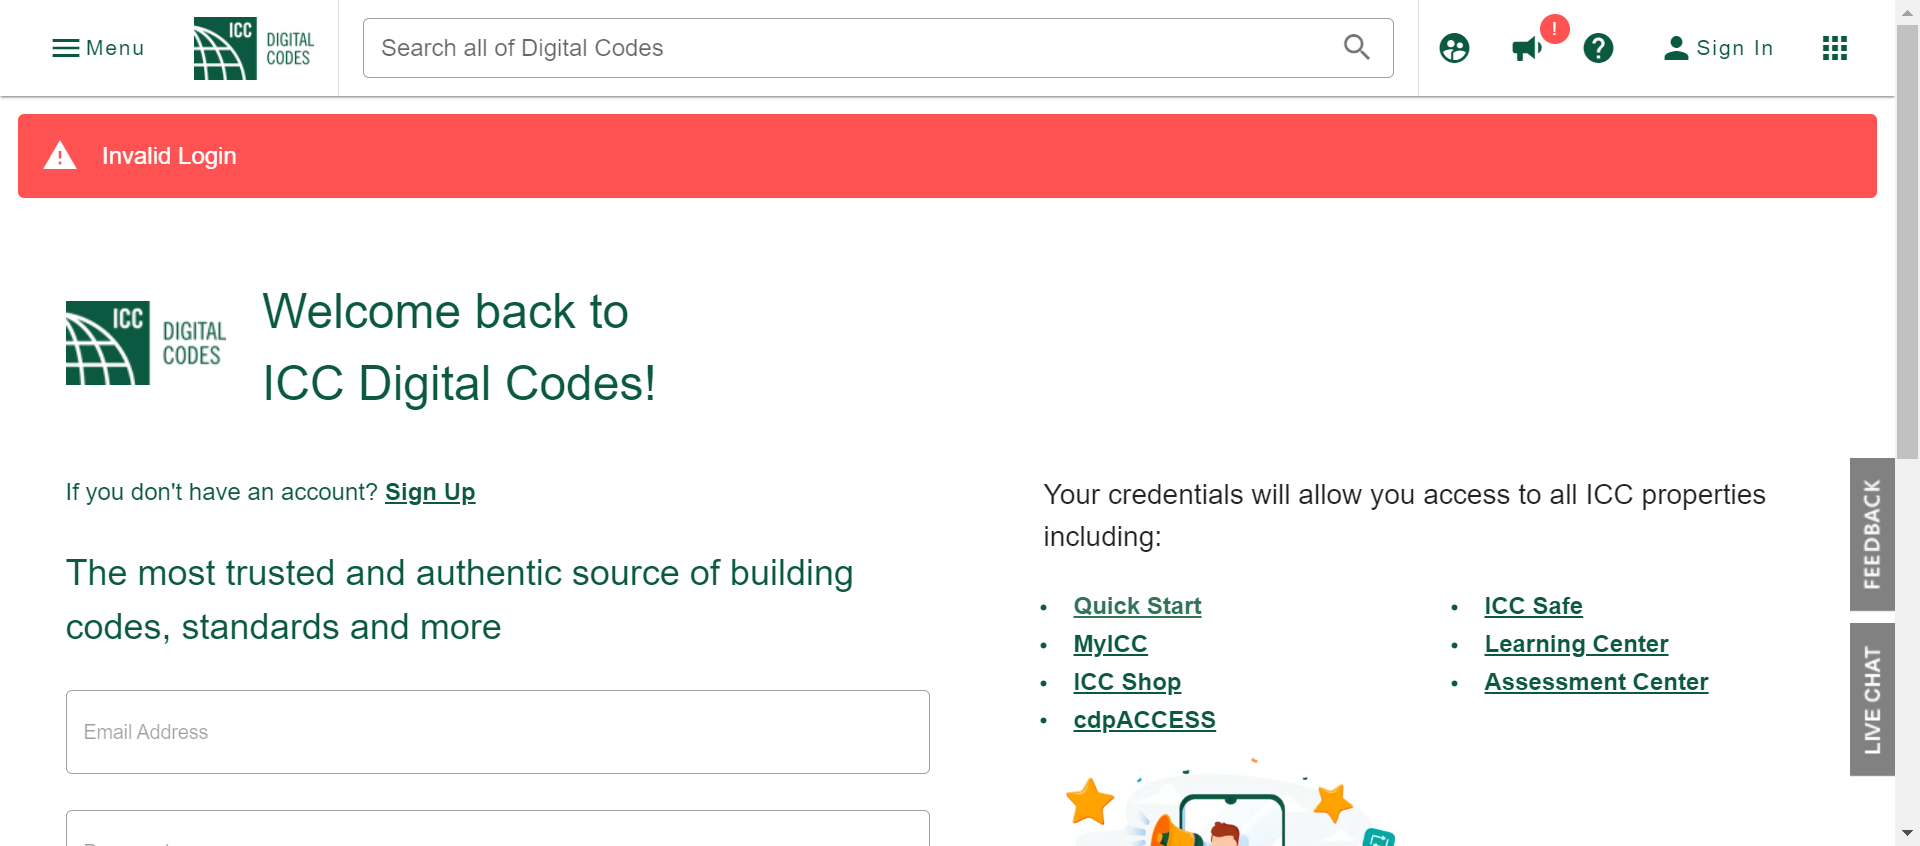 Menu
ICC
DIGITAL
CODES
Search all of Digital Codes
!
Sign In
Invalid Login
ICC
DIGITAL
CODES
Welcome back to
ICC Digital Codes!
If you don't have an account? Sign Up
The most trusted and authentic source of building
codes, standards and more
Email Address
Your credentials will allow you access to all ICC properties
including:
• Quick Start
• MyICC
• ICC Shop
• cdpACCESS
• ICC Safe
• Learning Center
• Assessment Center
FEEDBACK
LIVE CHAT